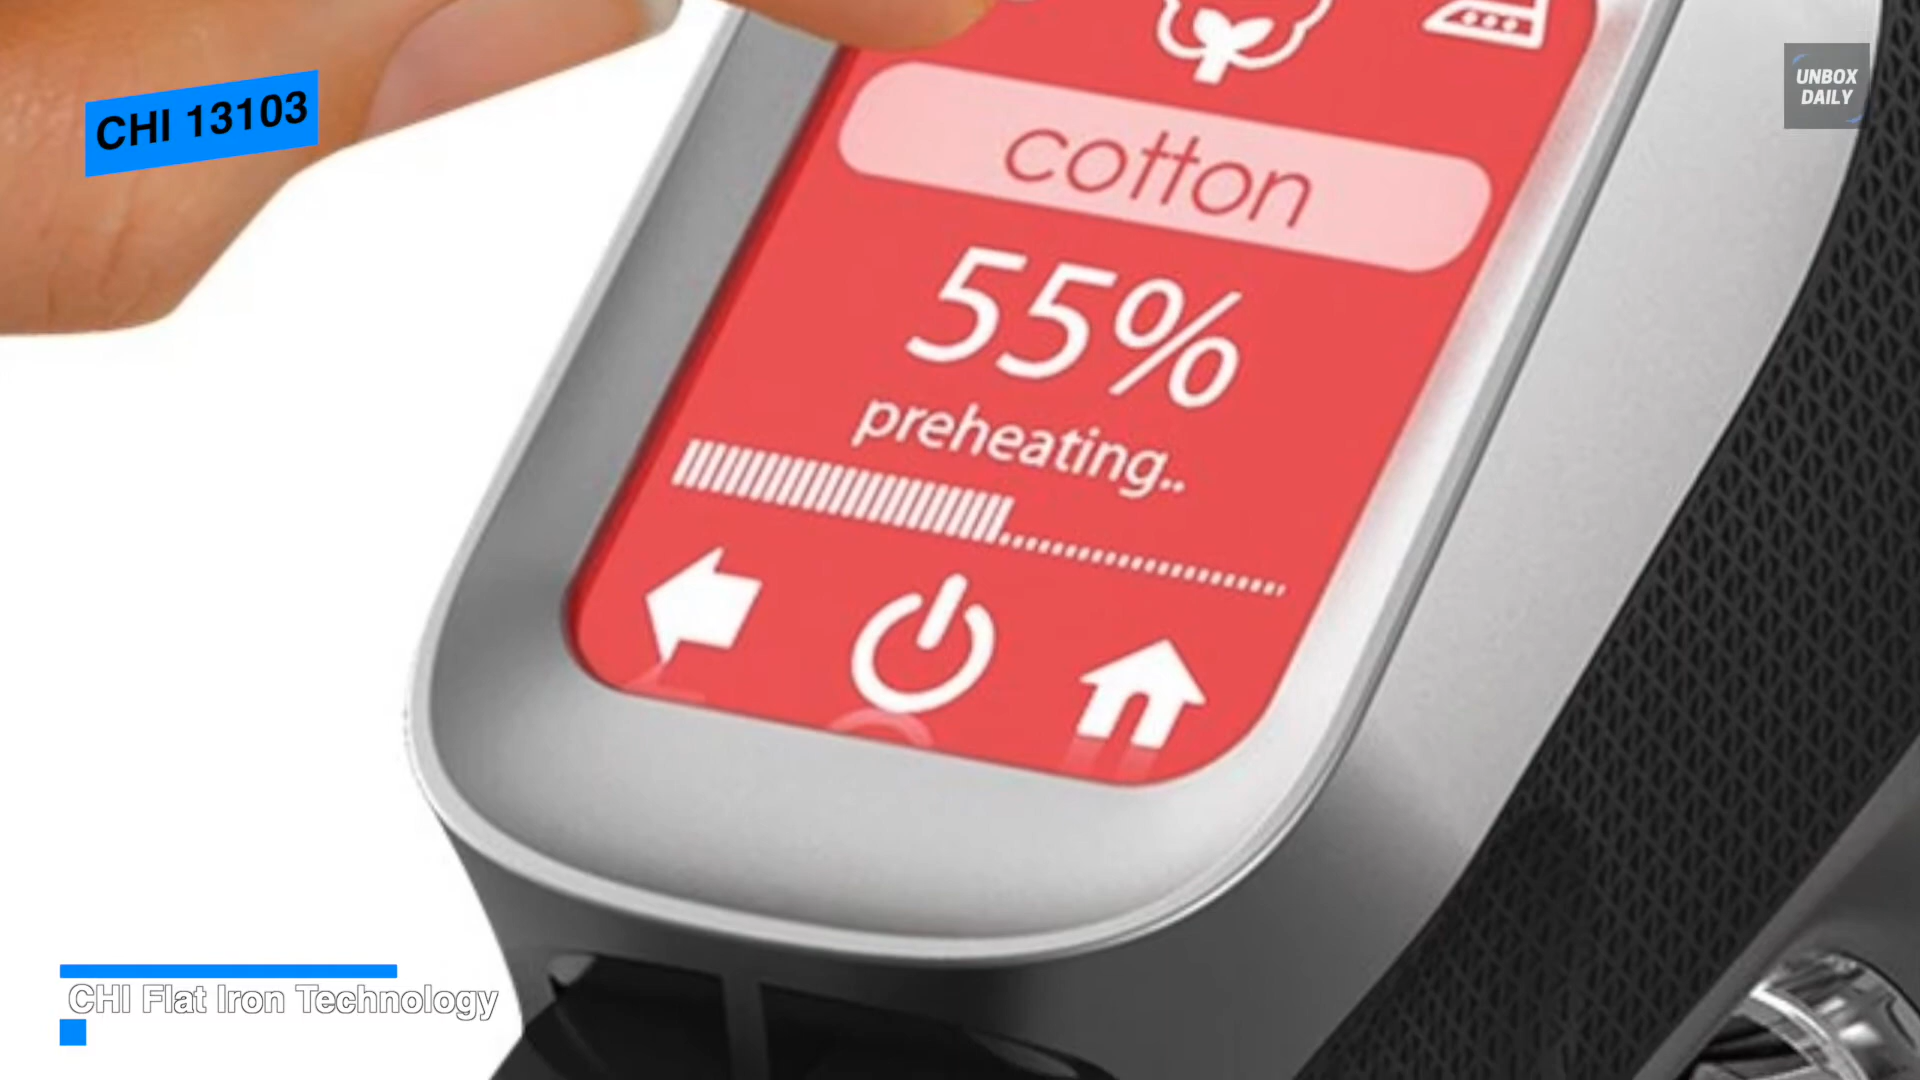 CHI 13103
UNBOX
DAILY
cotton
55%
preheating..
CHI Flat Iron Technology